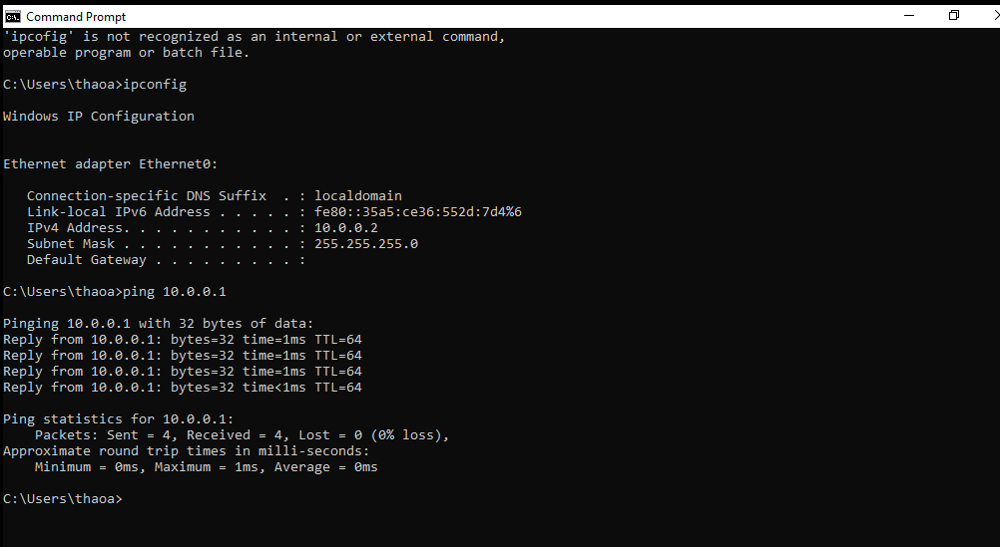 Command Prompt
'ipcofig' is not recognized as an internal or external command,
operable program or batch file.
C:\Users\thaoa>ipconfig
Windows IP Configuration
Ethernet adapter Ethernet0:
Connection-specific DNS Suffix  . : localdomain
Link-local IPv6 Address . . . . . : fe80::35a5:ce36:552d:7d4%6
IPv4 Address. . . . . . . . . . . : 10.0.0.2
Subnet Mask . . . . . . . . . . . : 255.255.255.0
Default Gateway . . . . . . . . . :
C:\Users\thaoa>ping 10.0.0.1
Pinging 10.0.0.1 with 32 bytes of data:
Reply from 10.0.0.1: bytes=32 time=1ms TTL=64
Reply from 10.0.0.1: bytes=32 time=1ms TTL=64
Reply from 10.0.0.1: bytes=32 time=1ms TTL=64
Reply from 10.0.0.1: bytes=32 time<1ms TTL=64
Ping statistics for 10.0.0.1:
Packets: Sent = 4, Received = 4, Lost = 0 (0% loss),
Approximate round trip times in milli-seconds:
Minimum = 0ms, Maximum = 1ms, Average = 0ms
C:\Users\thaoa>